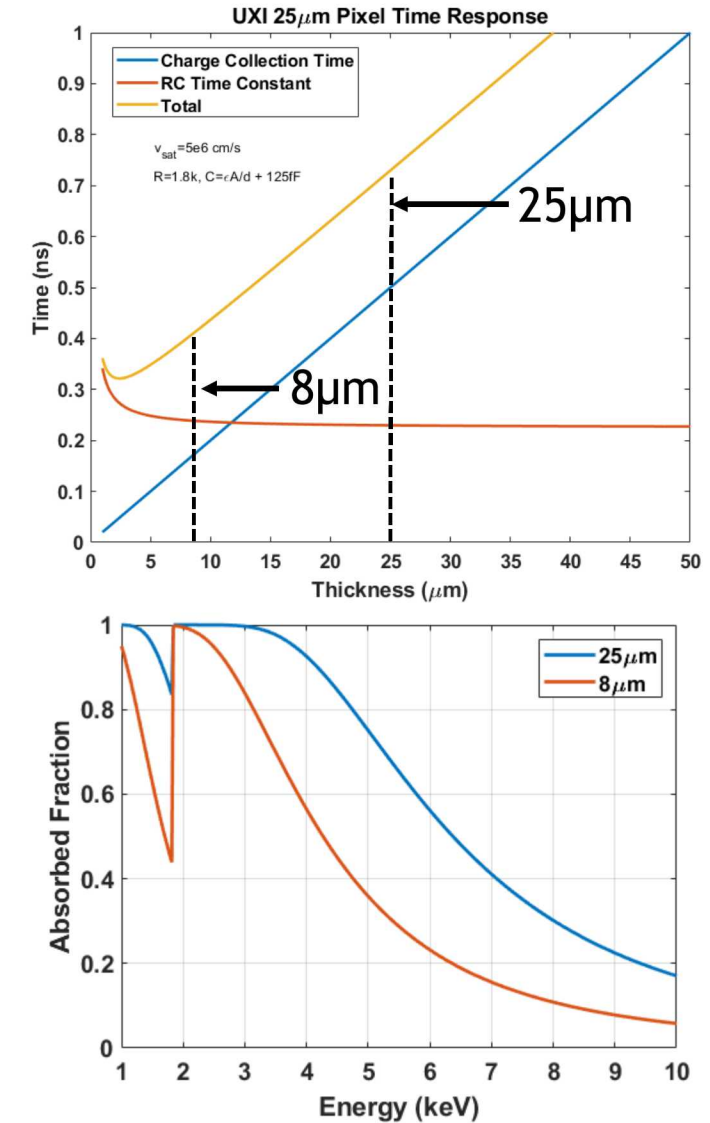 UXI 25μm Pixel Time Response
Charge Collection Time
RC Time Constant
Total
v_sat=5e6 cm/s
R=1.8k, C=ϵA/d + 125fF
25μm
8μm
1
0.9
0.8
0.7
0.6
0.5
0.4
0.3
0.2
0.1
0
Time (ns)
0 5 10 15 20 25 30 35 40 45 50
Thickness (μm)
25μm
8μm
1
0.8
0.6
0.4
0.2
0
Absorbed Fraction
1 2 3 4 5 6 7 8 9 10
Energy (keV)